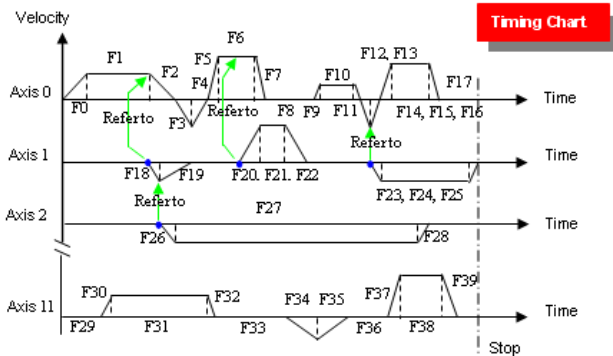 Velocity
Timing Chart
F6
F12, F13
F1
F5
F2
F4
F7
F10
F17
Axis 0
Time
F0
F3
Referto
Referto
F8
F9
F11
F14, F15, F16
Referto
Axis 1
Time
F18
F19
F20, F21, F22
F23, F24, F25
Referto
F27
Axis 2
Time
F26
F28
F30
F32
F34
F35
F37
F39
Axis 11
Time
F29
F31
F33
F36
F38
Stop